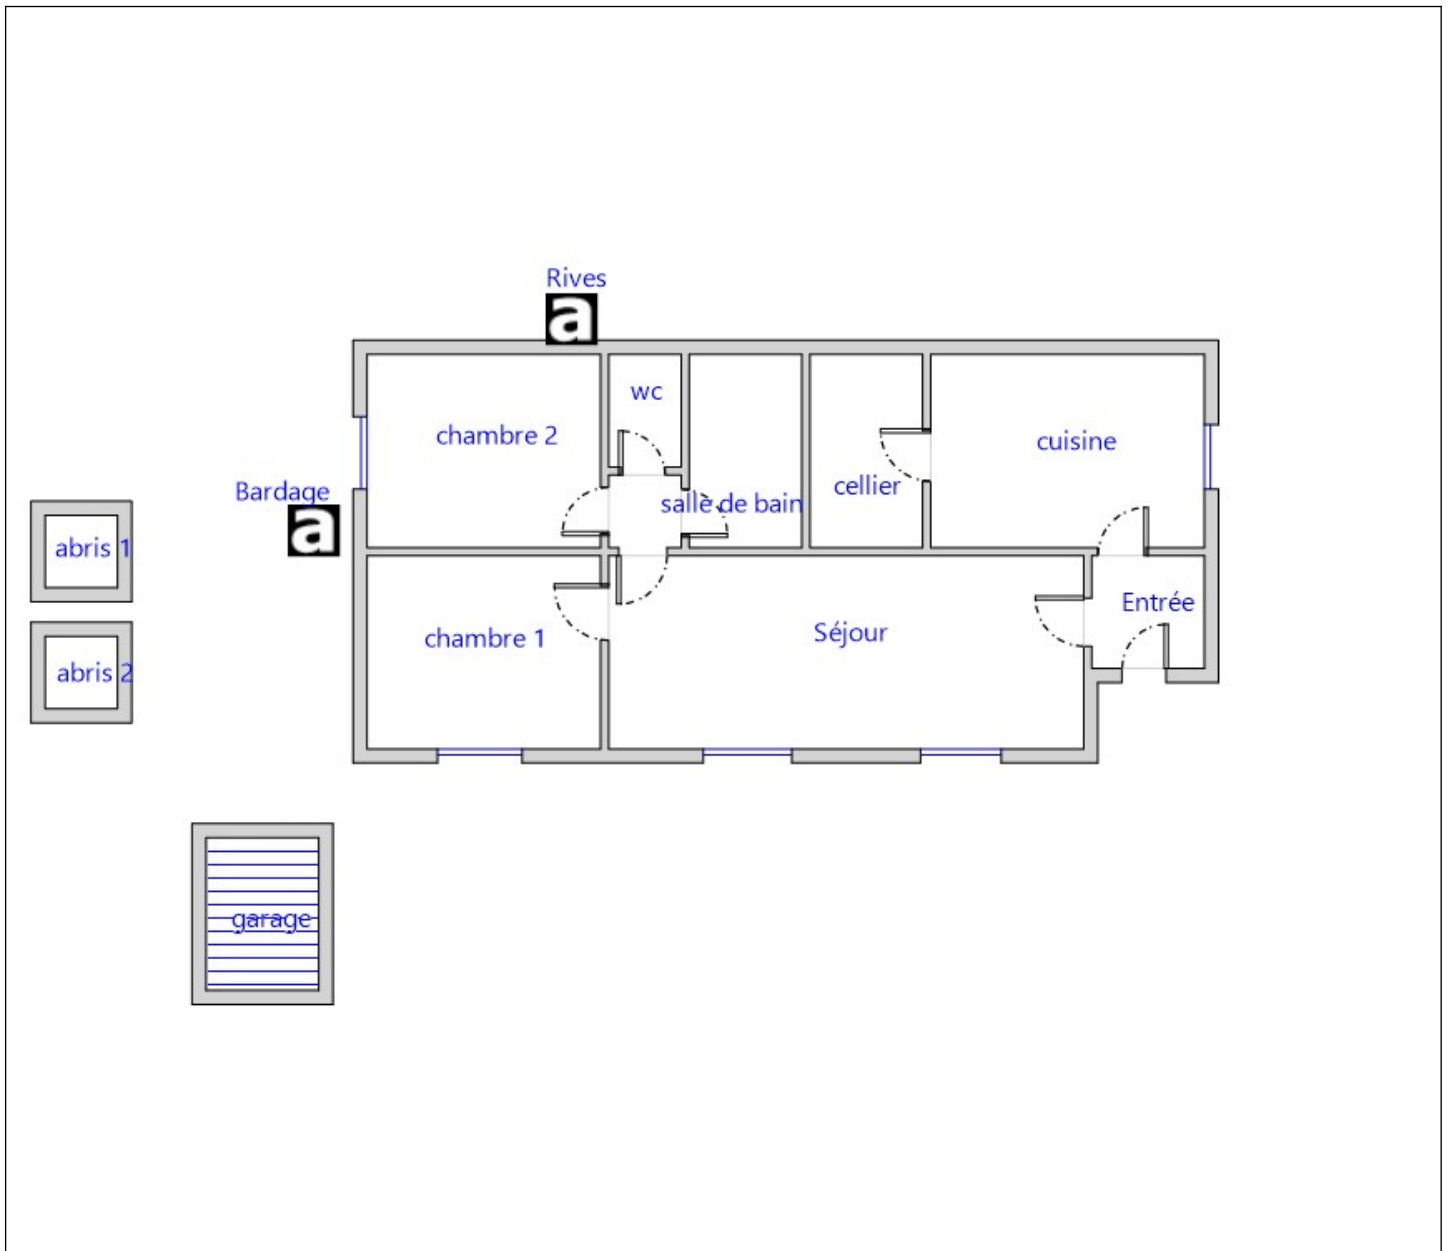 Rives
a
wc
chambre 2
cuisine
cellier
Bardage
salle de bain
a
abris 1
Entrée
chambre 1
Séjour
abris 2
garage